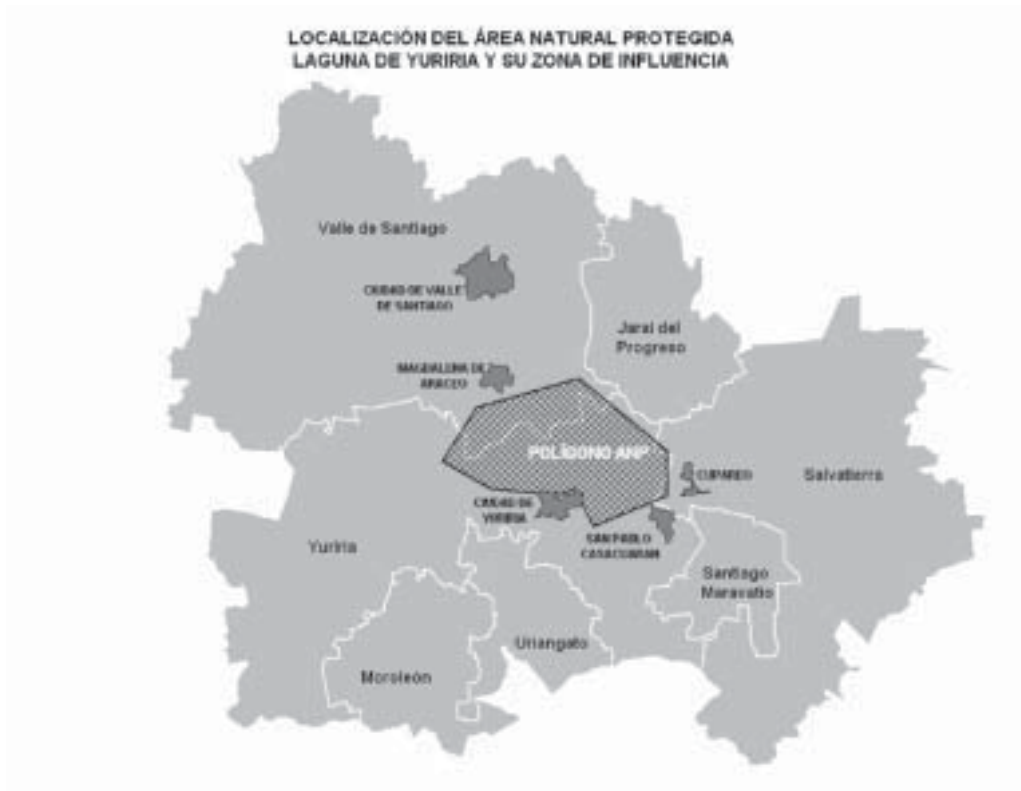 LOCALIZACIÓN DEL ÁREA NATURAL PROTEGIDA
LAGUNA DE YURIRIA Y SU ZONA DE INFLUENCIA
Valle de Santiago
CIUDAD DE VALLE
DE SANTIAGO
Jaral del
Progreso
MAGDALENA DE
ARACEO
POLÍGONO ANP
CUPAREO
Salvatierra
CIUDAD DE
YURIRIA
SAN PABLO
CASACUARAN
Yuriria
Santiago
Maravatio
Uriangato
Moroleón